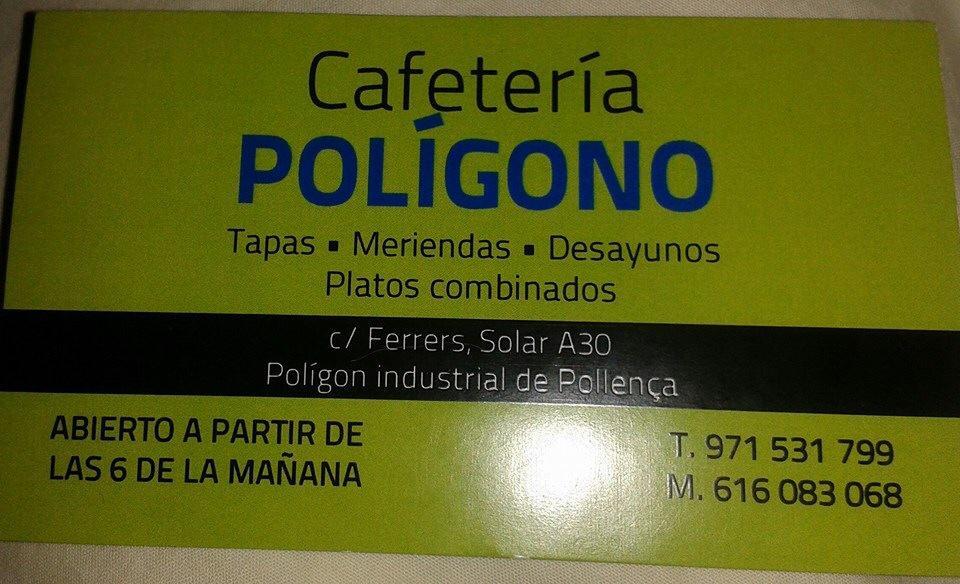 Cafetería
POLÍGONO
Tapas ▪ Meriendas ▪ Desayunos
Platos combinados
c/ Ferrers, Solar A30
Polígon industrial de Pollença
ABIERTO A PARTIR DE
LAS 6 DE LA MAÑANA
T. 971 531 799
M. 616 083 068